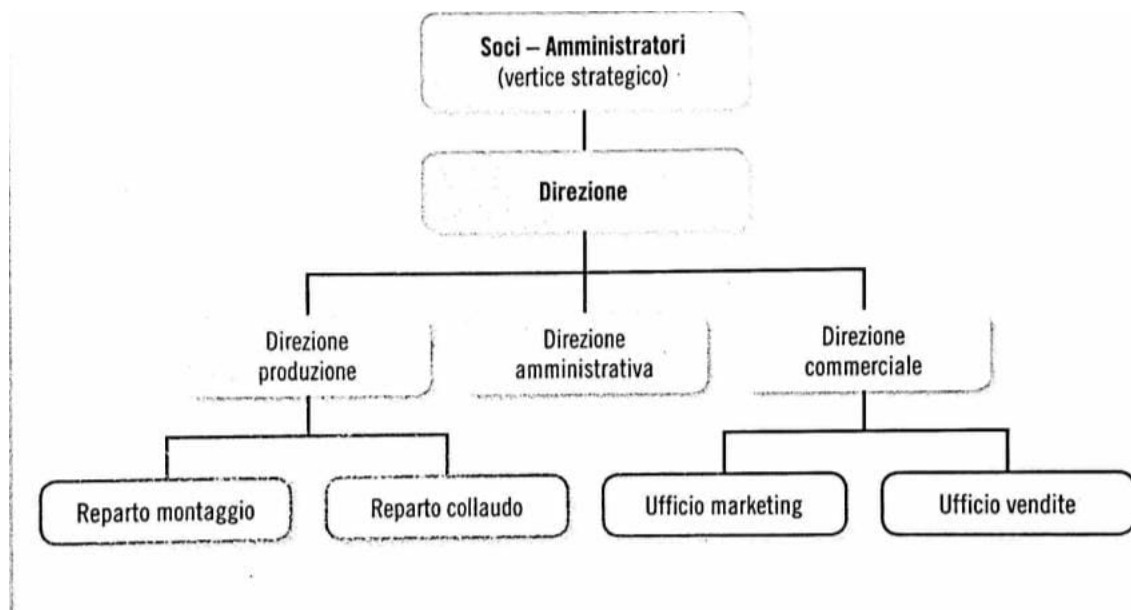 Soci – Amministratori
(vertice strategico)
Direzione
Direzione
produzione
Direzione
amministrativa
Direzione
commerciale
Reparto montaggio
Reparto collaudo
Ufficio marketing
Ufficio vendite